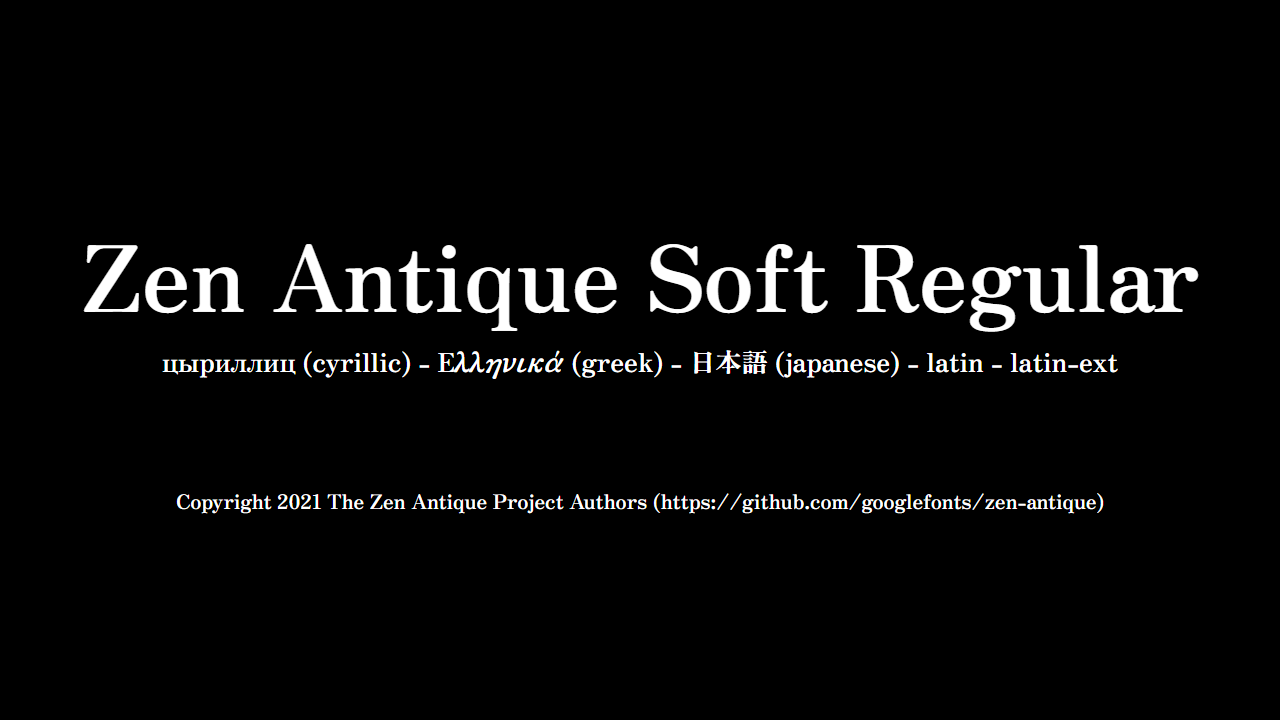 Zen Antique Soft Regular
цыриллиц (cyrillic) - Ελληνικά (greek) - 日本語 (japanese) - latin - latin-ext
Copyright 2021 The Zen Antique Project Authors (https://github.com/googlefonts/zen-antique)